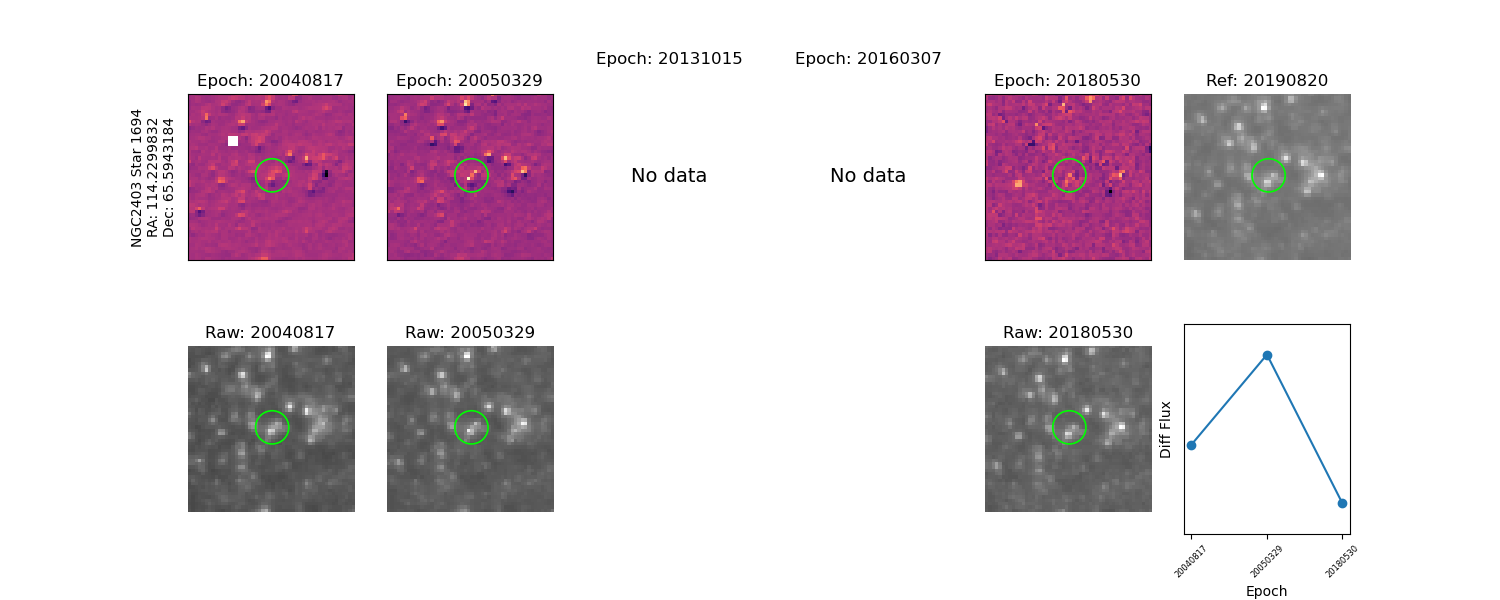 Epoch: 20131015
Epoch: 20160307
Epoch: 20040817
Epoch: 20050329
Epoch: 20180530
Ref: 20190820
NGC2403 Star 1694
RA: 114.2299832
Dec: 65.5943184
No data
No data
Raw: 20040817
Raw: 20050329
Raw: 20180530
Diff Flux
20040817
20050329
20180530
Epoch